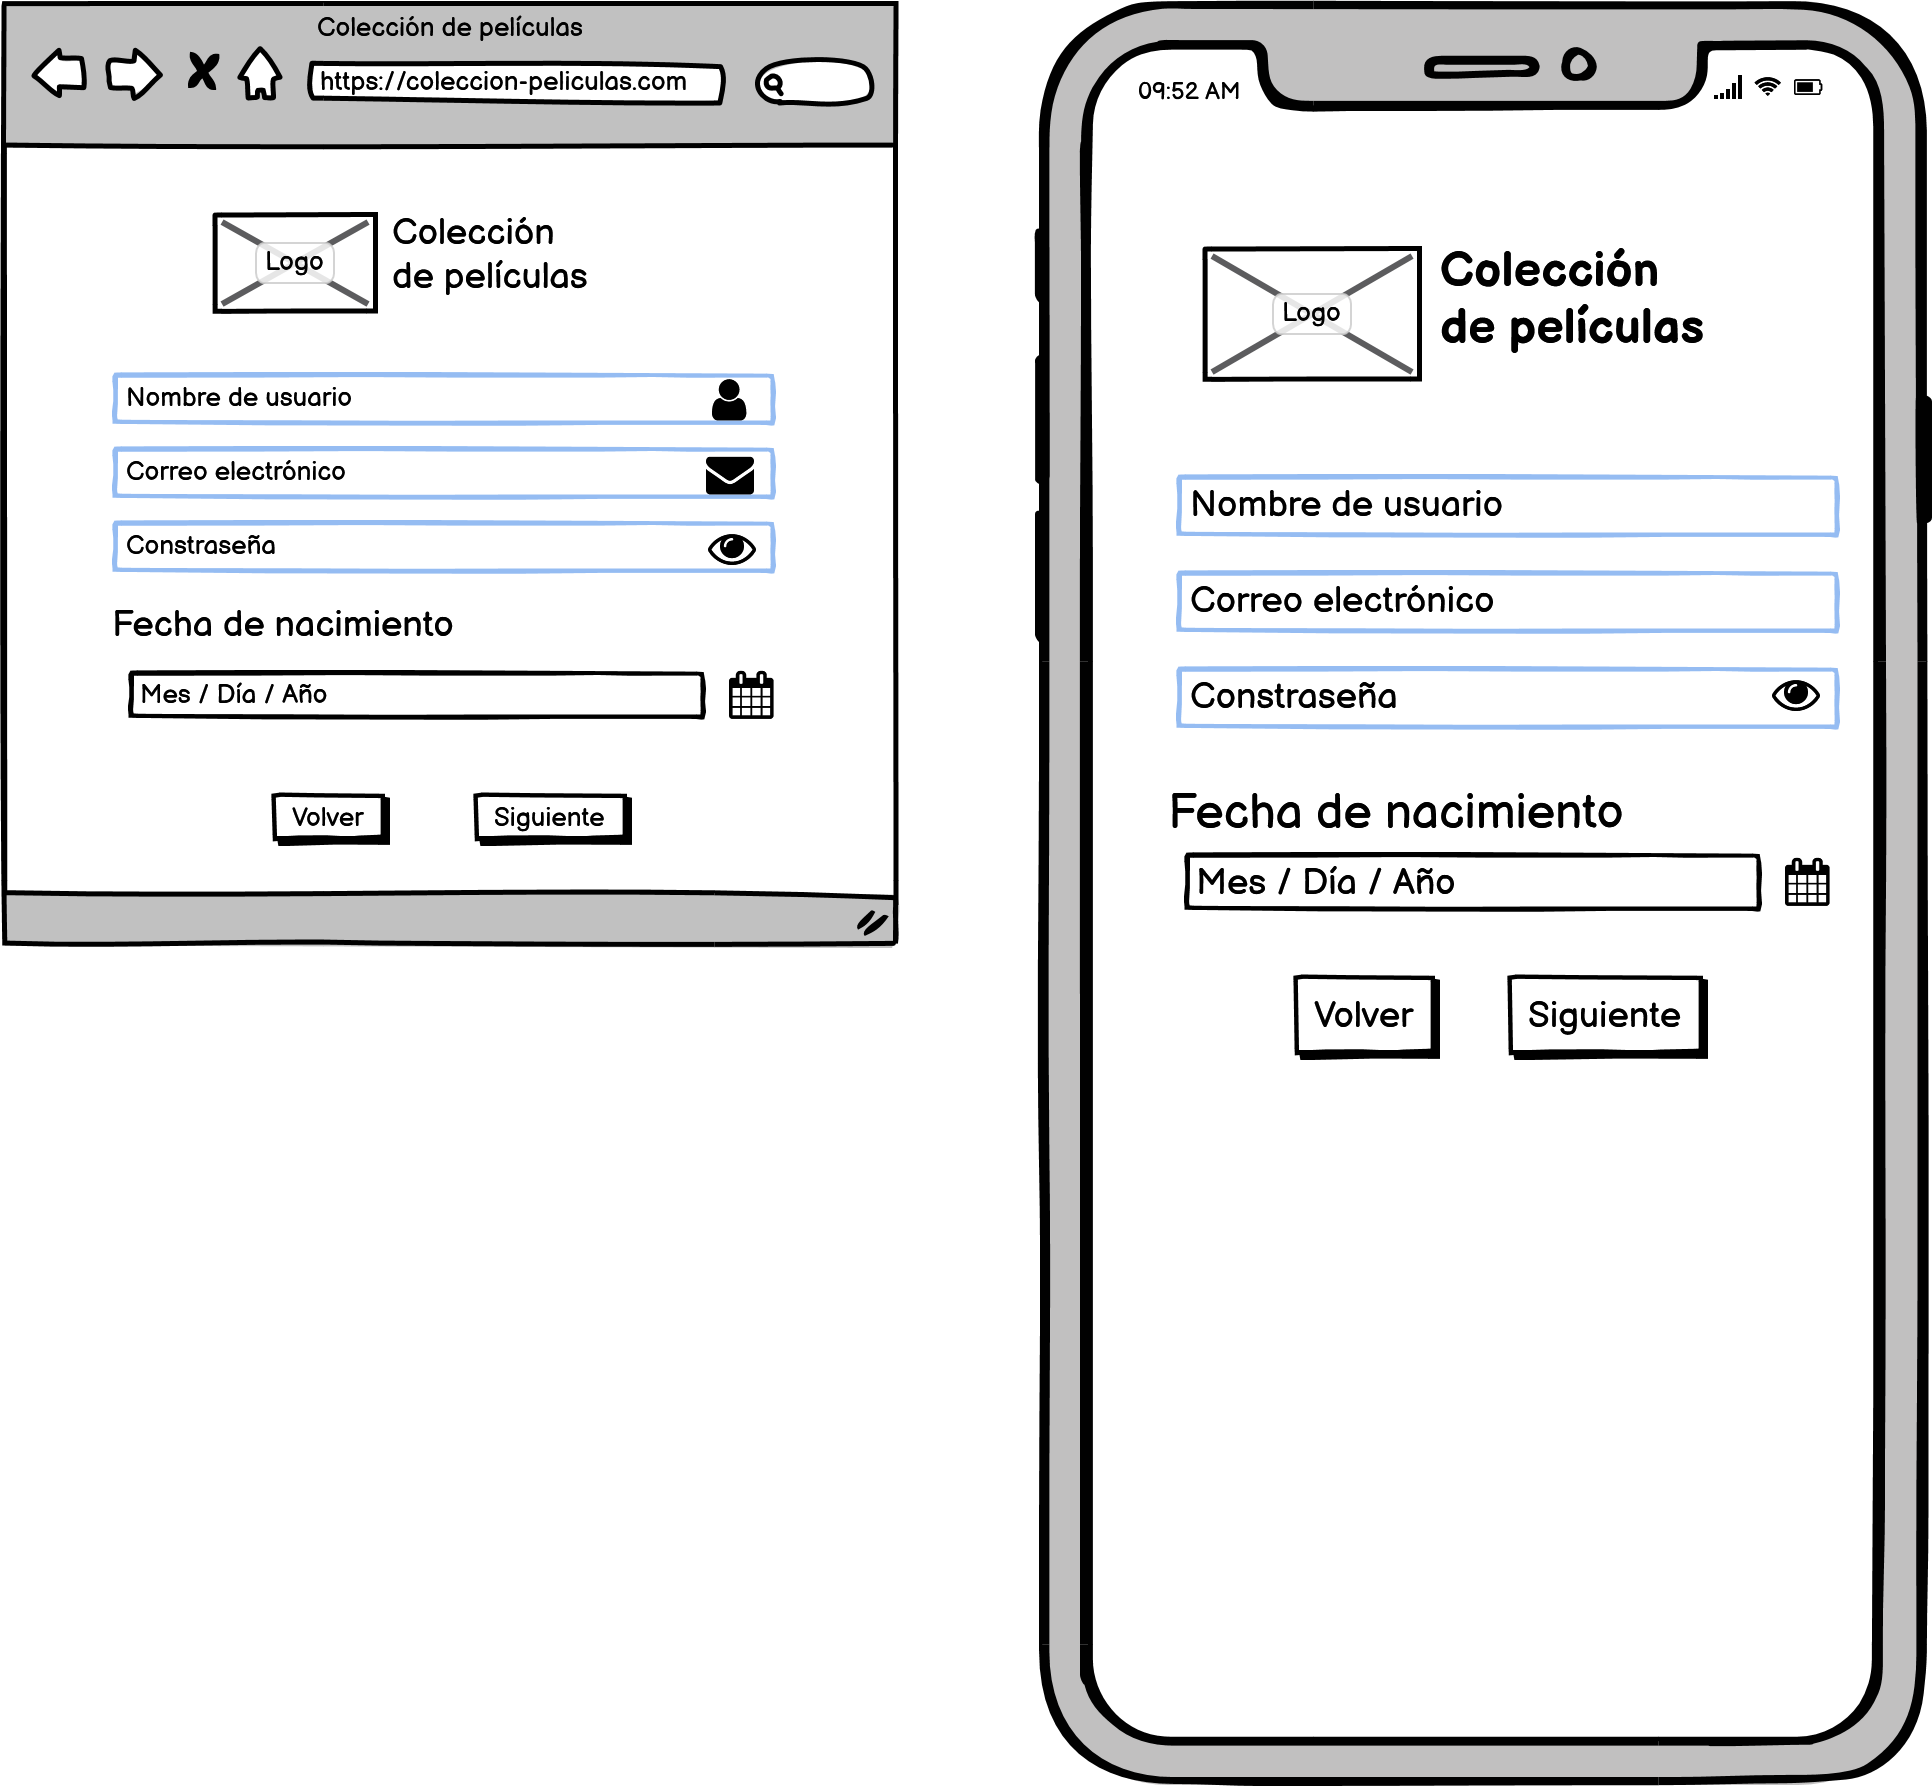 Colección de películas
https://coleccion-peliculas.com
Logo
Colección
de películas
Nombre de usuario
Correo electrónico
Constraseña
Fecha de nacimiento
Mes / Día / Año
Volver
Siguiente
09:52 AM
Logo
Colección
de películas
Nombre de usuario
Correo electrónico
Constraseña
Fecha de nacimiento
Mes / Día / Año
Volver
Siguiente